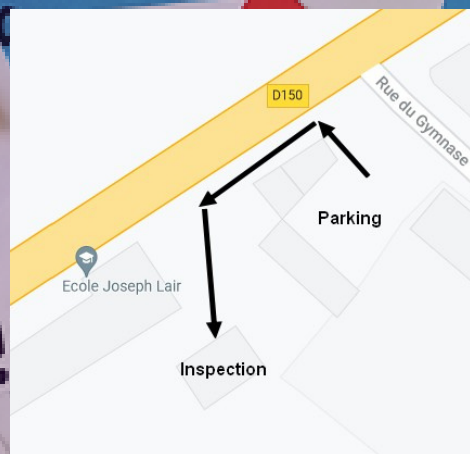 D150
Rue du Gymnase
Parking
Ecole Joseph Lair
Inspection